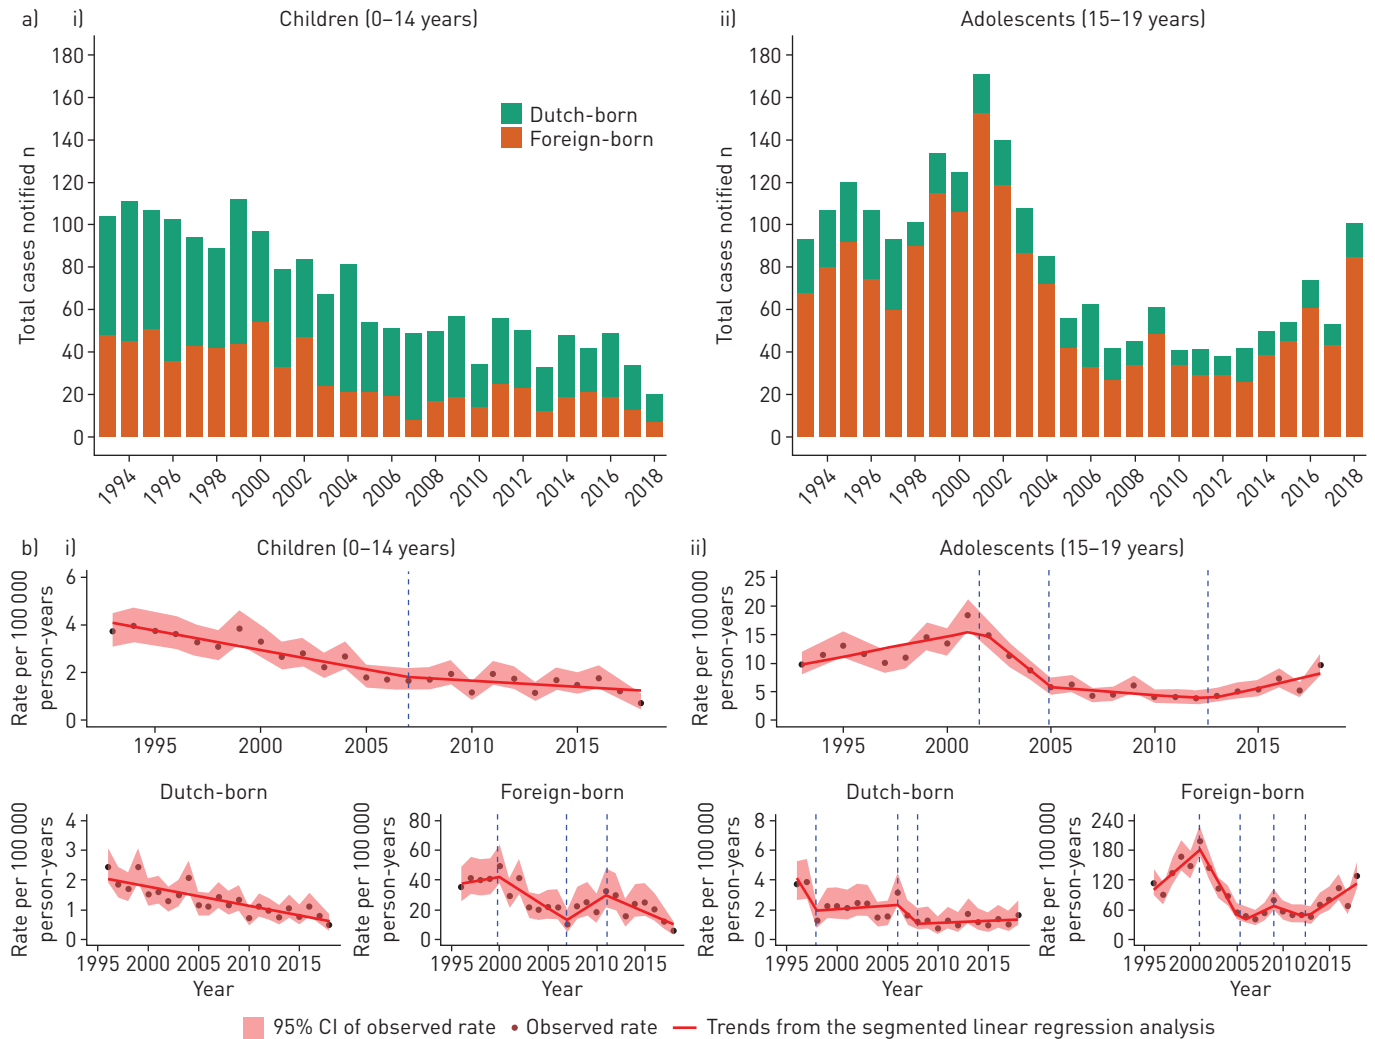 a) i) Children (0–14 years)
180
160
140
120
100
80
60
40
20
0
Total cases notified n
Dutch-born
Foreign-born
1994 1996 1998 2000 2002 2004 2006 2008 2010 2012 2014 2016 2018
ii) Adolescents (15–19 years)
180
160
140
120
100
80
60
40
20
0
Total cases notified n
1994 1996 1998 2000 2002 2004 2006 2008 2010 2012 2014 2016 2018
b) i) Children (0–14 years)
Rate per 100 000
person-years
6
4
2
0
1995 2000 2005 2010 2015
ii) Adolescents (15–19 years)
Rate per 100 000
person-years
25
20
15
10
5
0
1995 2000 2005 2010 2015
Dutch-born
Rate per 100 000
person-years
4
3
2
1
0
1995 2000 2005 2010 2015
Year
Foreign-born
Rate per 100 000
person-years
80
60
40
20
0
1995 2000 2005 2010 2015
Year
Dutch-born
Rate per 100 000
person-years
8
6
4
2
0
1995 2000 2005 2010 2015
Year
Foreign-born
Rate per 100 000
person-years
240
180
120
60
0
1995 2000 2005 2010 2015
Year
95% CI of observed rate Observed rate Trends from the segmented linear regression analysis